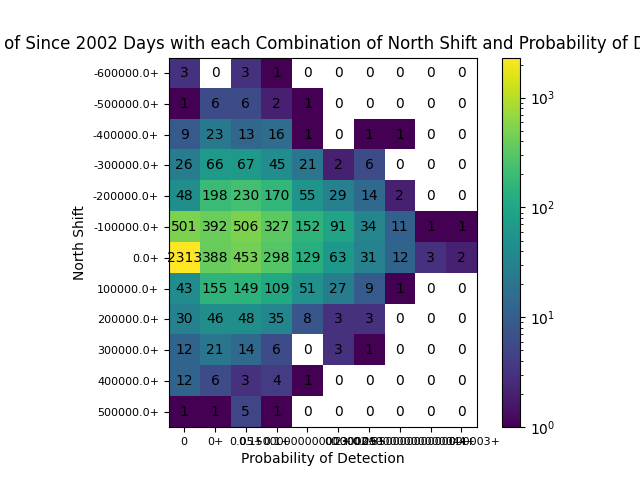 of Since 2002 Days with each Combination of North Shift and Probability of D
-600000.0+ 3 0 3 1 0 0 0 0 0 0
-500000.0+ 1 6 6 2 1 0 0 0 0 0
-400000.0+ 9 23 13 16 1 0 1 1 0 0
-300000.0+ 26 66 67 45 21 2 6 0 0 0
-200000.0+ 48 198 230 170 55 29 14 2 0 0
-100000.0+ 501 392 506 327 152 91 34 11 1 1
0.0+ 2313 388 453 298 129 63 31 12 3 2
100000.0+ 43 155 149 109 51 27 9 1 0 0
200000.0+ 30 46 48 35 8 3 3 0 0 0
300000.0+ 12 21 14 6 0 3 1 0 0 0
400000.0+ 12 6 3 4 1 0 0 0 0 0
500000.0+ 1 1 5 1 0 0 0 0 0 0
0 0+
Probability of Detection
North Shift
10³
10²
10¹
10⁰